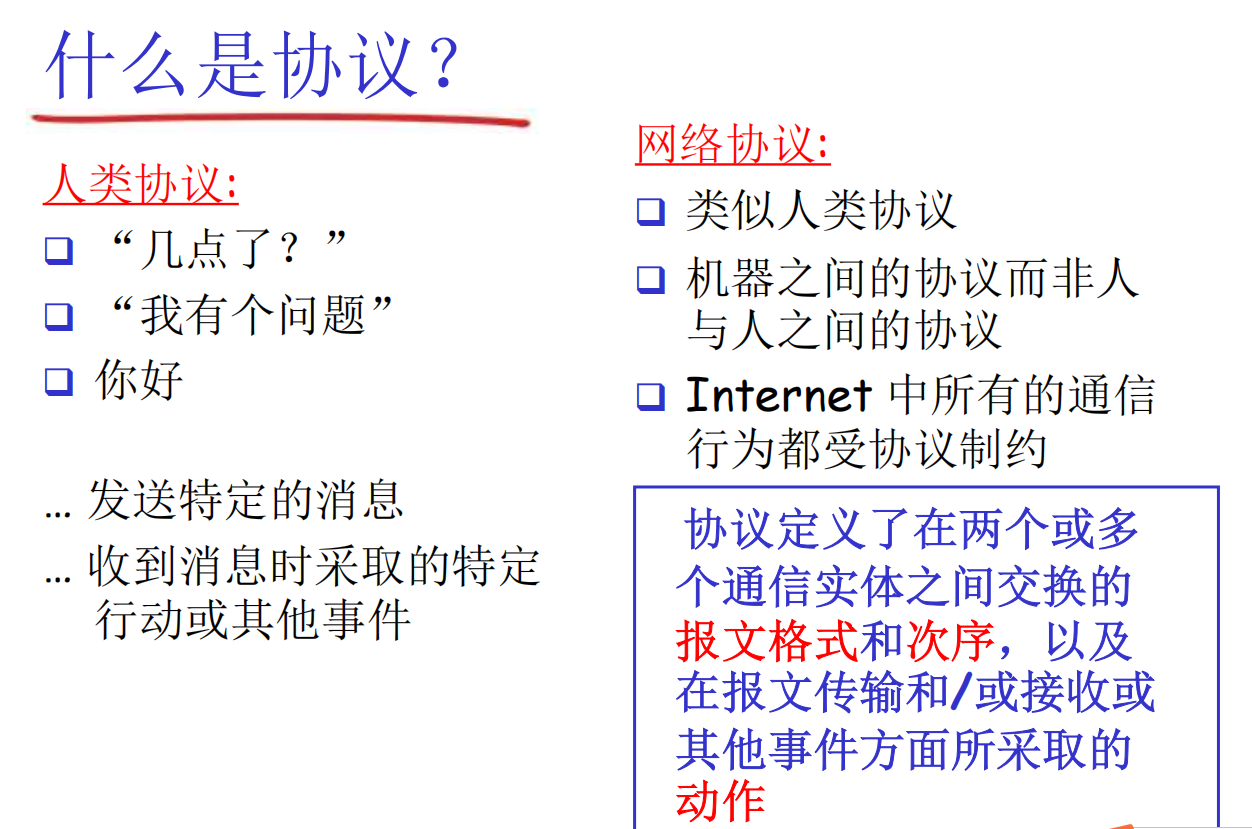 什么是协议？
人类协议:
“几点了？”
“我有个问题”
你好
… 发送特定的消息
… 收到消息时采取的特定
行动或其他事件
网络协议:
类似人类协议
机器之间的协议而非人
与人之间的协议
Internet 中所有的通信
行为都受协议制约
协议定义了在两个或多
个通信实体之间交换的
报文格式和次序，以及
在报文传输和/或接收或
其他事件方面所采取的
动作